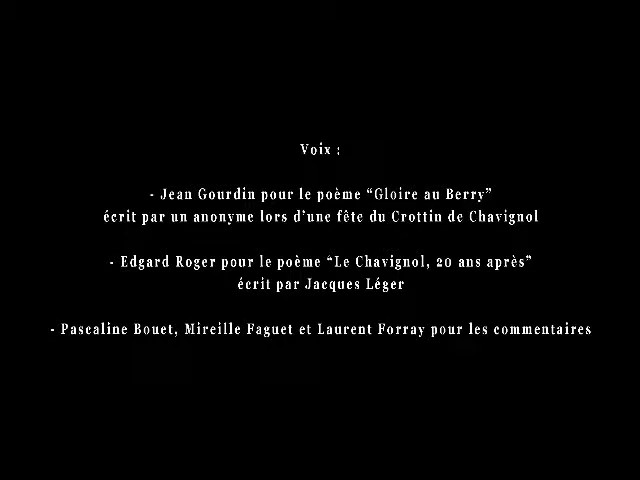 Voix :
- Jean Gourdin pour le poème “Gloire au Berry”
écrit par un anonyme lors d’une fête du Crottin de Chavignol
- Edgard Roger pour le poème “Le Chavignol, 20 ans après”
écrit par Jacques Léger
- Pascaline Bouet, Mireille Faguet et Laurent Forray pour les commentaires